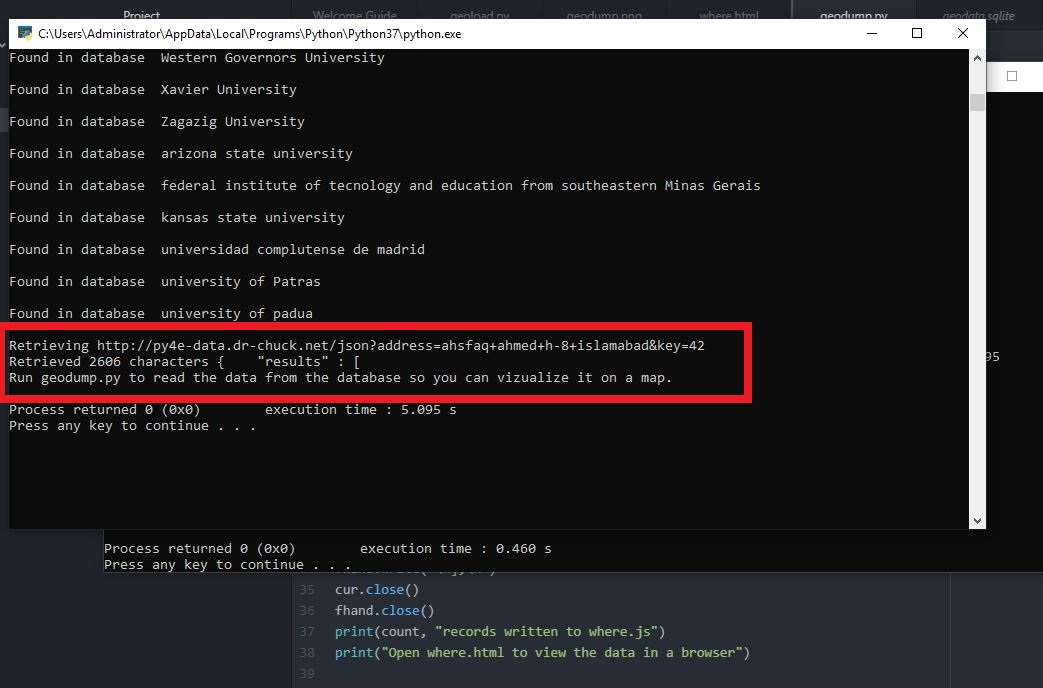 Project Welcome Guide geoload.py geodump.png where.html geodump.py geodata.sqlite
C:\Users\Administrator\AppData\Local\Programs\Python\Python37\python.exe
Found in database  Western Governors University
Found in database  Xavier University
Found in database  Zagazig University
Found in database  arizona state university
Found in database  federal institute of tecnology and education from southeastern Minas Gerais
Found in database  kansas state university
Found in database  universidad complutense de madrid
Found in database  university of Patras
Found in database  university of padua
Retrieving http://py4e-data.dr-chuck.net/json?address=ahsfaq+ahmed+h-8+islamabad&key=42
Retrieved 2606 characters {    "results" : [
95
Run geodump.py to read the data from the database so you can vizualize it on a map.
Process returned 0 (0x0)        execution time : 5.095 s
Press any key to continue . . .
Process returned 0 (0x0)        execution time : 0.460 s
Press any key to continue . . .
35 cur.close()
36 fhand.close()
37 print(count, "records written to where.js")
38 print("Open where.html to view the data in a browser")
39